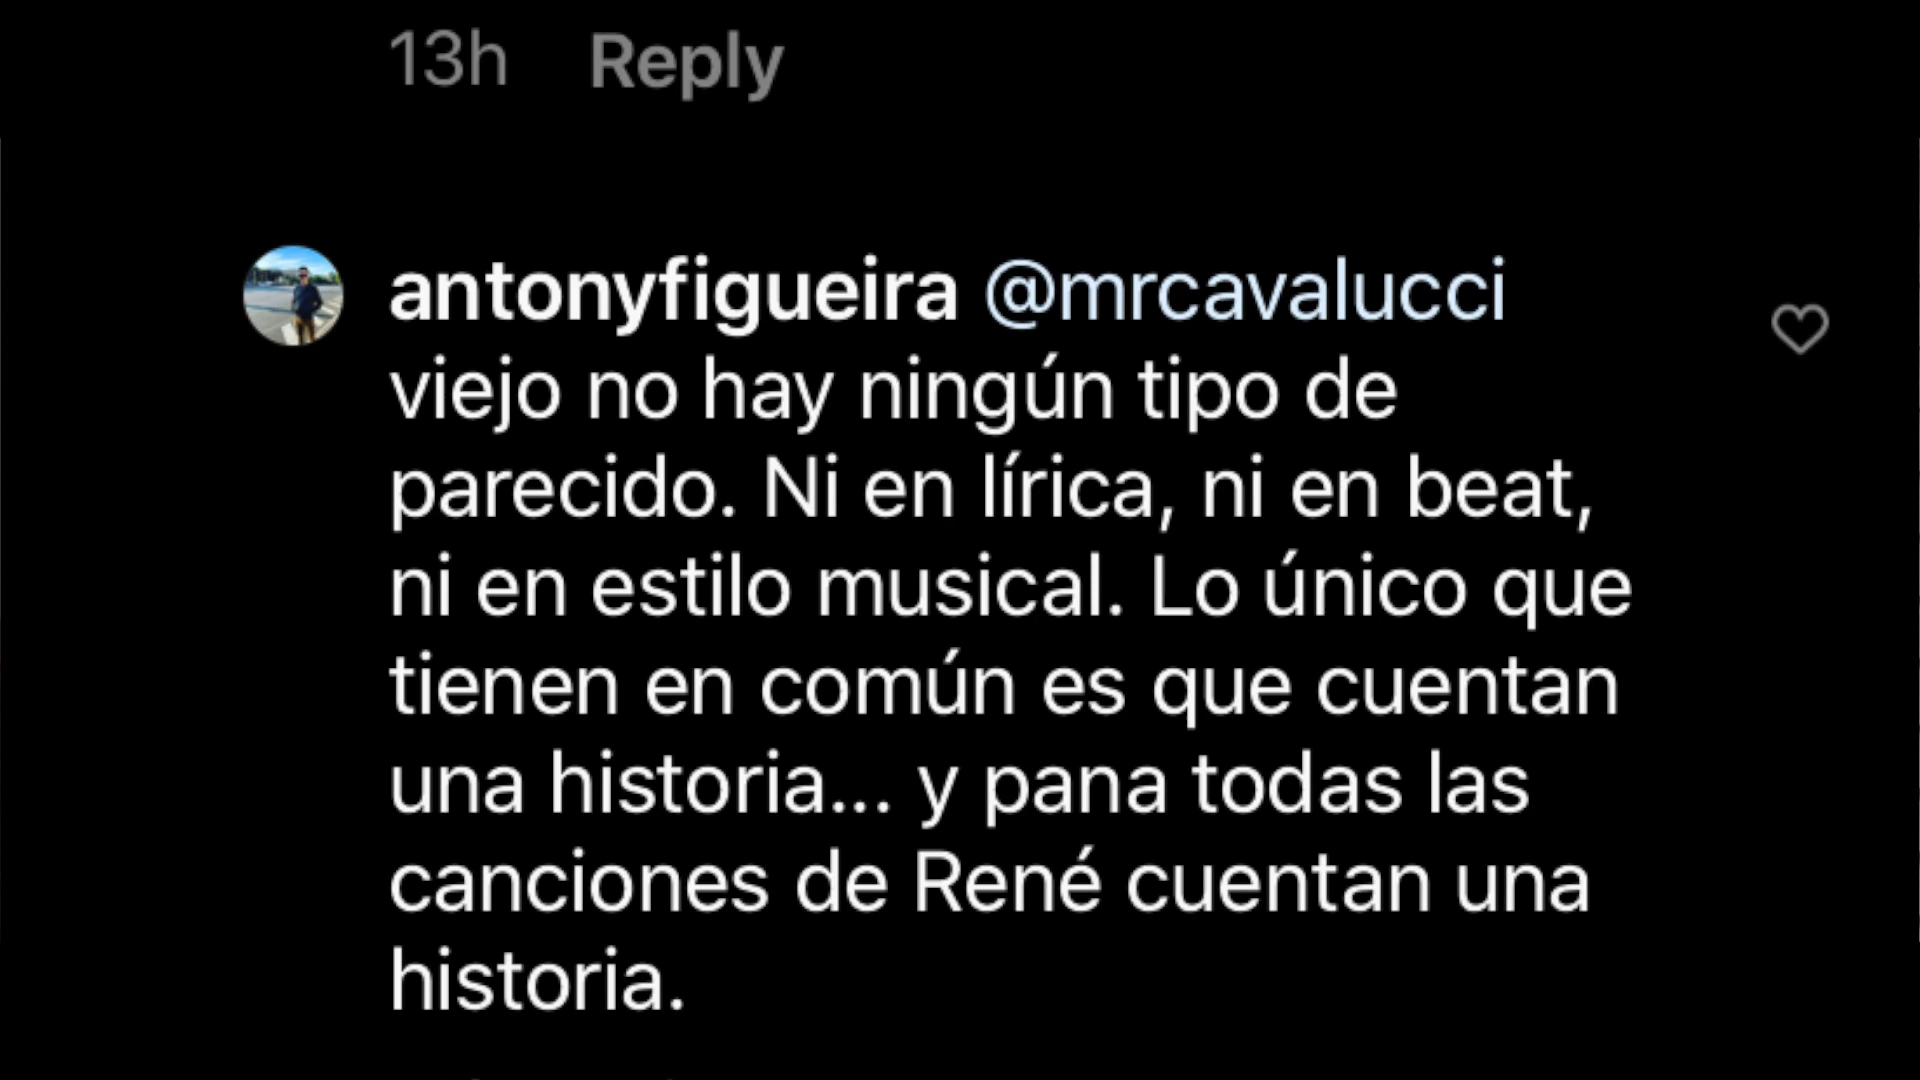 13h Reply
antonyfigueira @mrcavalucci
viejo no hay ningún tipo de
parecido. Ni en lírica, ni en beat,
ni en estilo musical. Lo único que
tienen en común es que cuentan
una historia... y pana todas las
canciones de René cuentan una
historia.